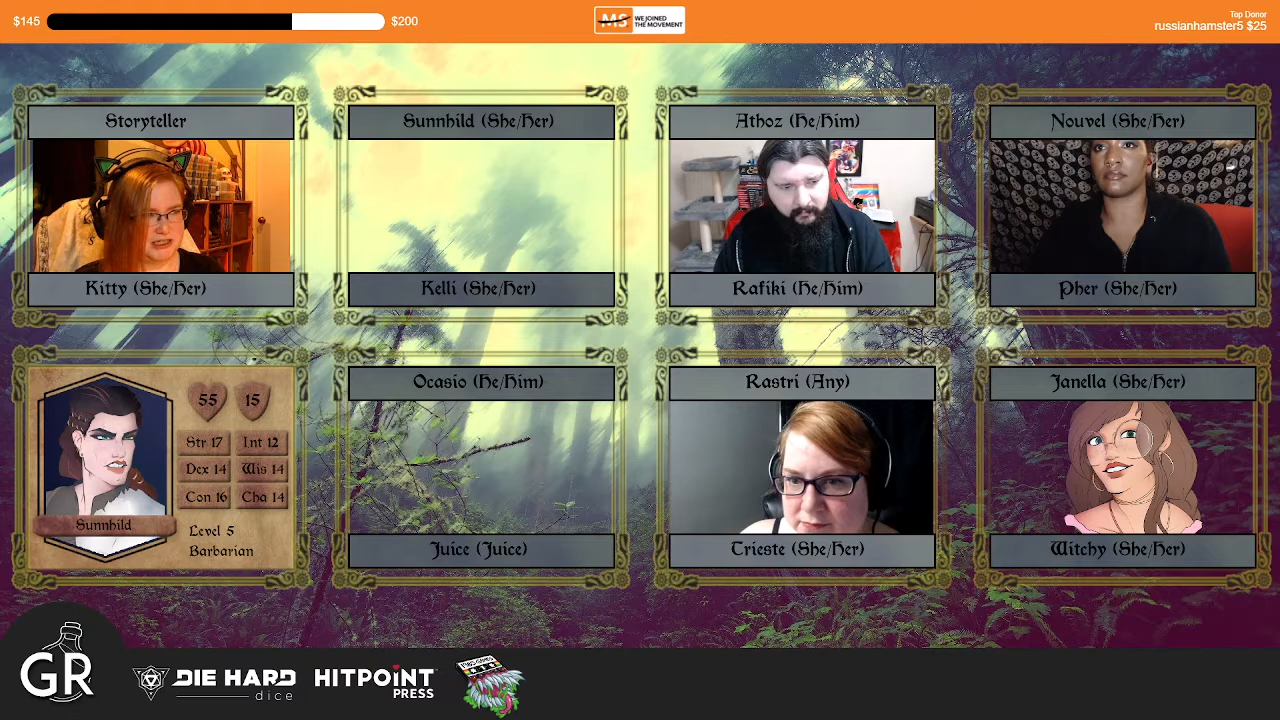 $145
$200
MS
WE JOINED
THE MOVEMENT
Top Donor
russianhamster5 $25
Storyteller
Sunnhild (She/Her)
Athoz (He/Him)
Nouvel (She/Her)
Kitty (She/Her)
Kelli (She/Her)
Rafiki (He/Him)
Pher (She/Her)
55
15
Str 17
Int 12
Dex 14
Wis 14
Con 16
Cha 14
Sunnhild
Level 5
Barbarian
Ocasio (He/Him)
Rastri (Any)
Janella (She/Her)
Juice (Juice)
Trieste (She/Her)
Witchy (She/Her)
GR
DIE HARD
dice
HITPOINT
PRESS